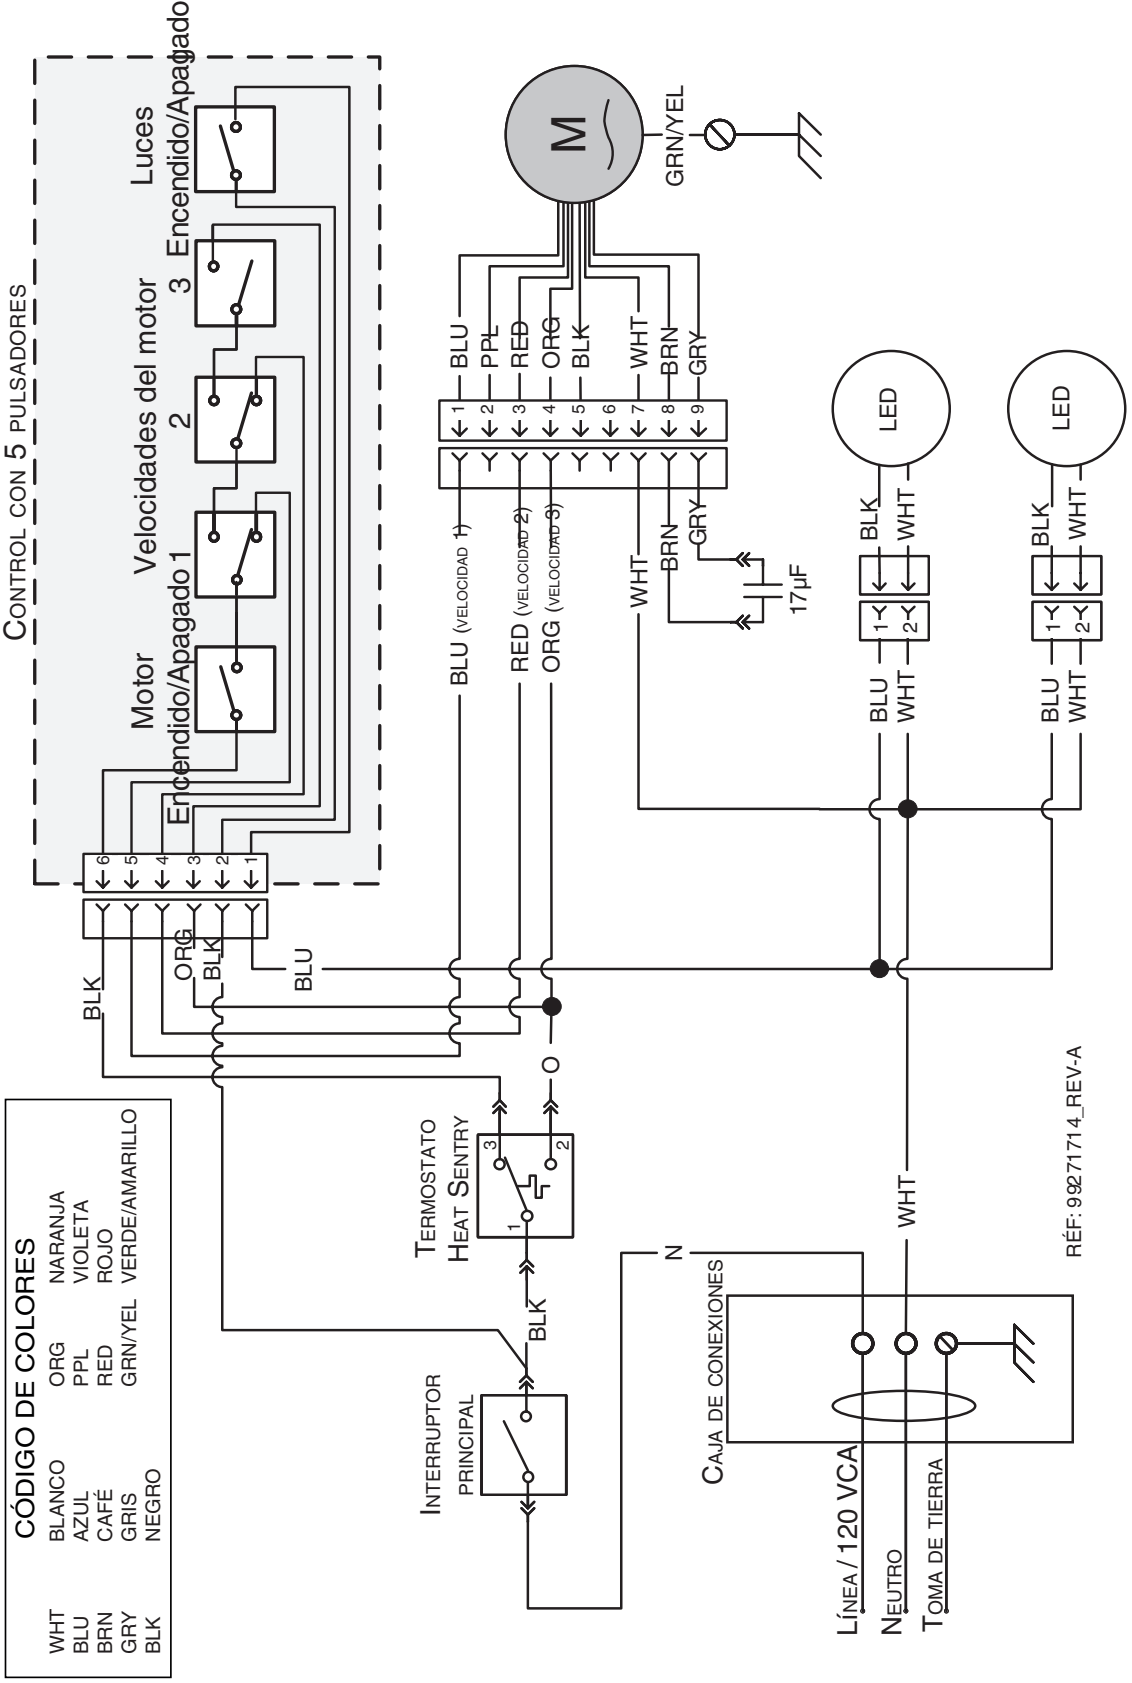 CÓDIGO DE COLORES
WHT BLANCO ORG NARANJA
BLU AZUL PPL VIOLETA
BRN CAFÉ RED ROJO
GRY GRIS GRN/YEL VERDE/AMARILLO
BLK NEGRO
CONTROL CON 5 PULSADORES
Motor
Encendido/Apagado
Velocidades del motor
1
2
3
Luces
Encendido/Apagado
6
5
4
3
2
1
BLK
ORG
BLK
BLU
INTERRUPTOR
PRINCIPAL
BLK
TERMOSTATO
HEAT SENTRY
1
3
2
O
BLU (VELOCIDAD 1)
RED (VELOCIDAD 2)
ORG (VELOCIDAD 3)
WHT
BRN
GRY
17µF
1
2
3
4
5
6
7
8
9
BLU
PPL
RED
ORG
BLK
WHT
BRN
GRY
M
GRN/YEL
N
CAJA DE CONEXIONES
LÍNEA / 120 VCA
NEUTRO
TOMA DE TIERRA
WHT
BLU
WHT
1
2
BLK
WHT
LED
BLU
WHT
1
2
BLK
WHT
LED
RÉF: 99271714_REV-A